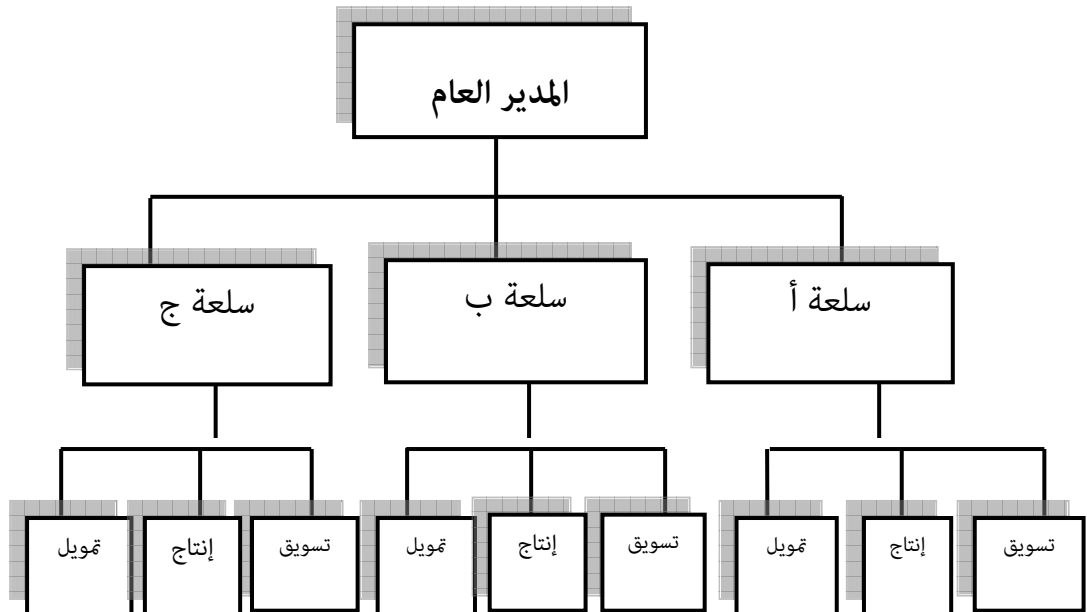 المدير العام
سلعة أ
سلعة ب
سلعة ج
تسويق
إنتاج
تمويل
تسويق
إنتاج
تمويل
تسويق
إنتاج
تمويل